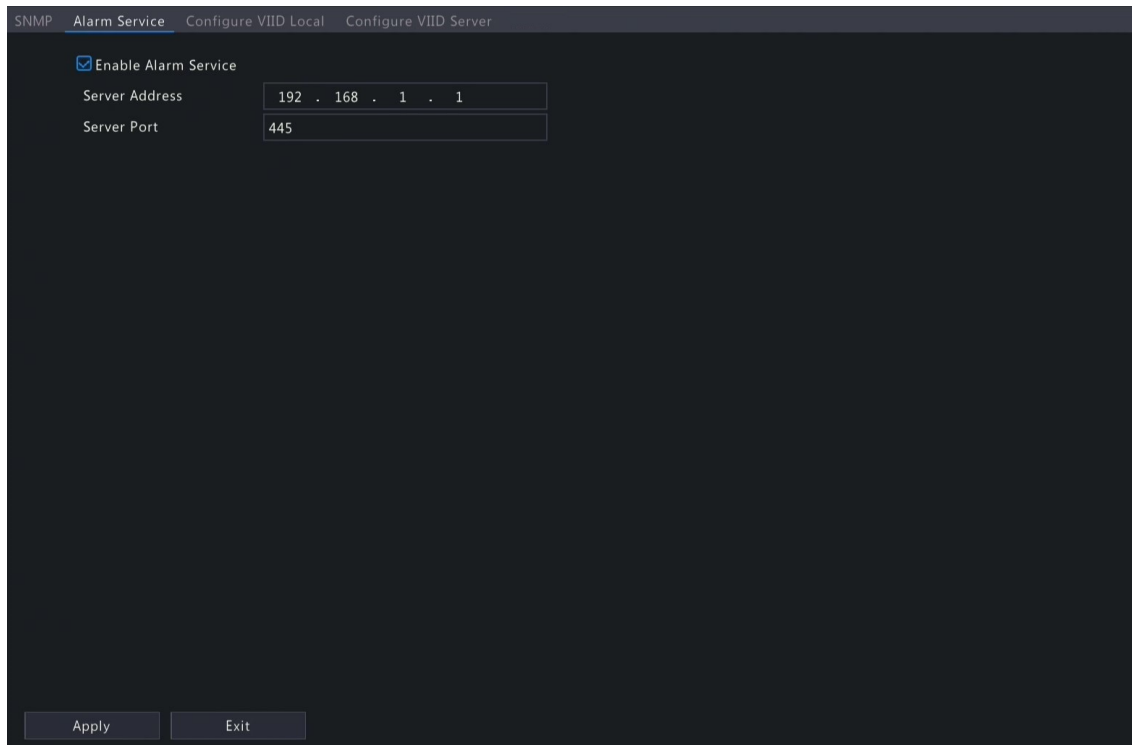 SNMP Alarm Service Configure VIID Local Configure VIID Server
Enable Alarm Service
Server Address 192 . 168 . 1 . 1
Server Port 445
Apply Exit